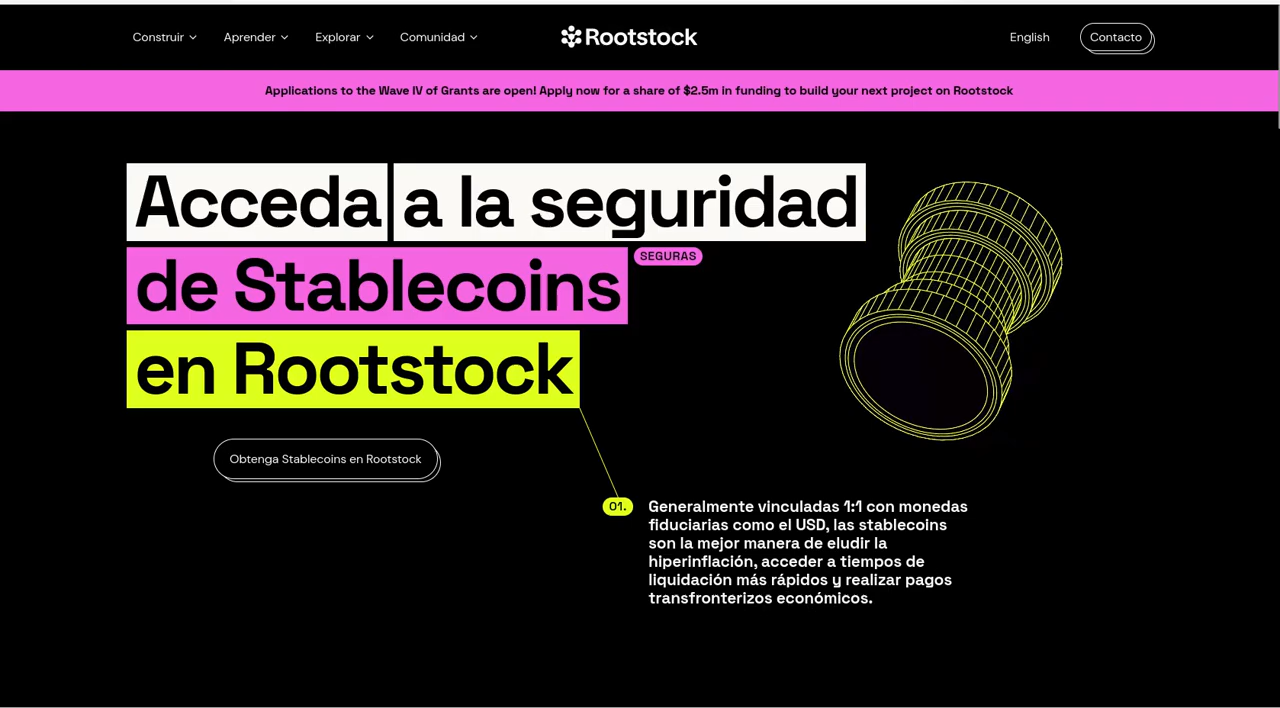 Construir Aprender Explorar Comunidad Rootstock English Contacto
Applications to the Wave IV of Grants are open! Apply now for a share of $2.5m in funding to build your next project on Rootstock
Acceda a la seguridad
de Stablecoins SEGURAS
en Rootstock
Obtenga Stablecoins en Rootstock
01. Generalmente vinculadas 1:1 con monedas
fiduciarias como el USD, las stablecoins
son la mejor manera de eludir la
hiperinflación, acceder a tiempos de
liquidación más rápidos y realizar pagos
transfronterizos económicos.